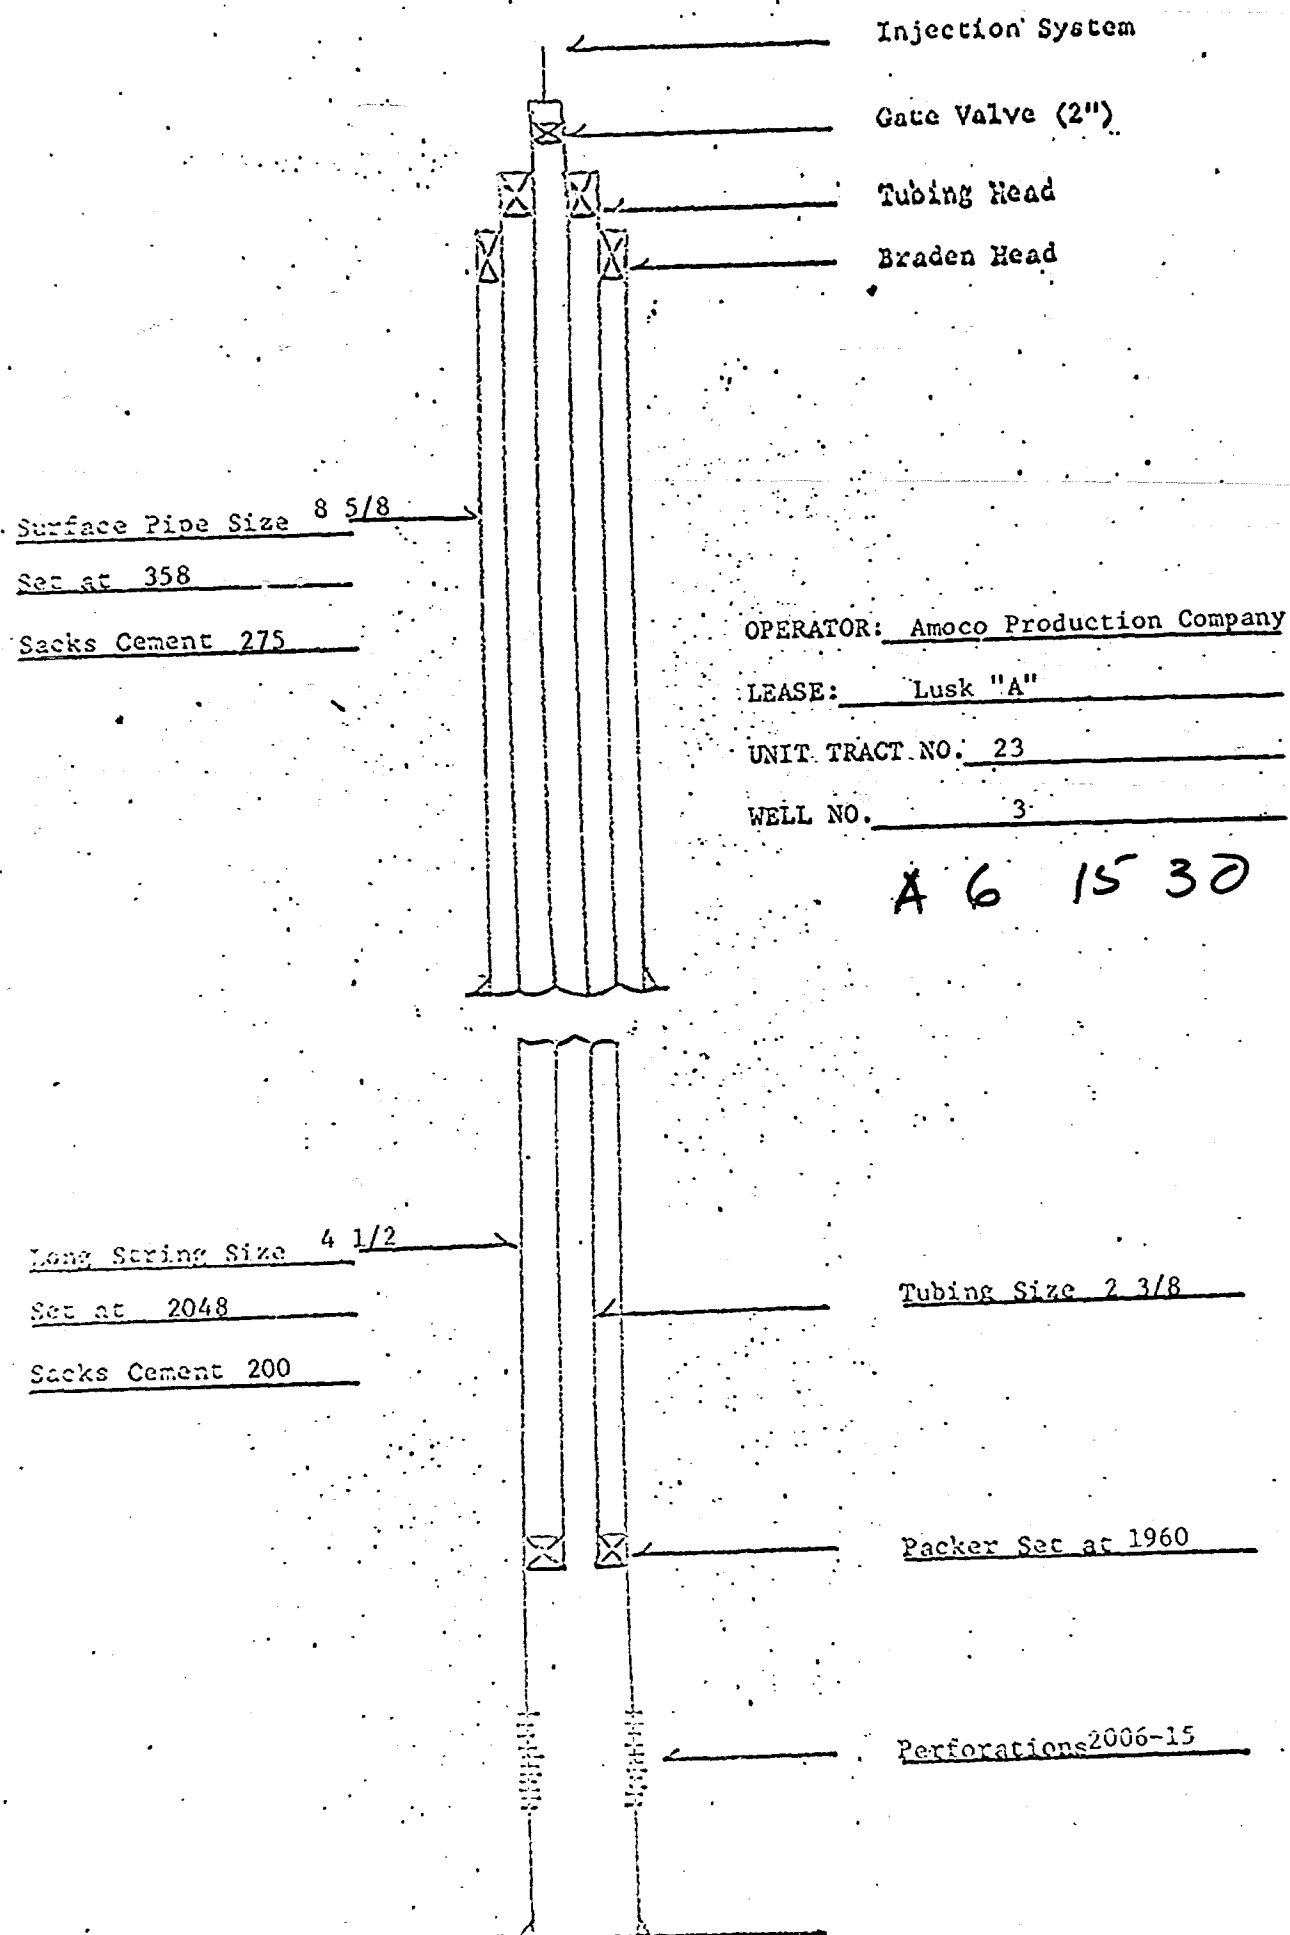 Injection System
Gate Valve (2")
Tubing Head
Braden Head
Surface Pipe Size 8 5/8
Set at 358
Sacks Cement 275
OPERATOR: Amoco Production Company
LEASE: Lusk "A"
UNIT TRACT NO. 23
WELL NO. 3
A 6 15 30
Long String Size 4 1/2
Set at 2048
Sacks Cement 200
Tubing Size 2 3/8
Packer Set at 1960
Perforations 2006-15